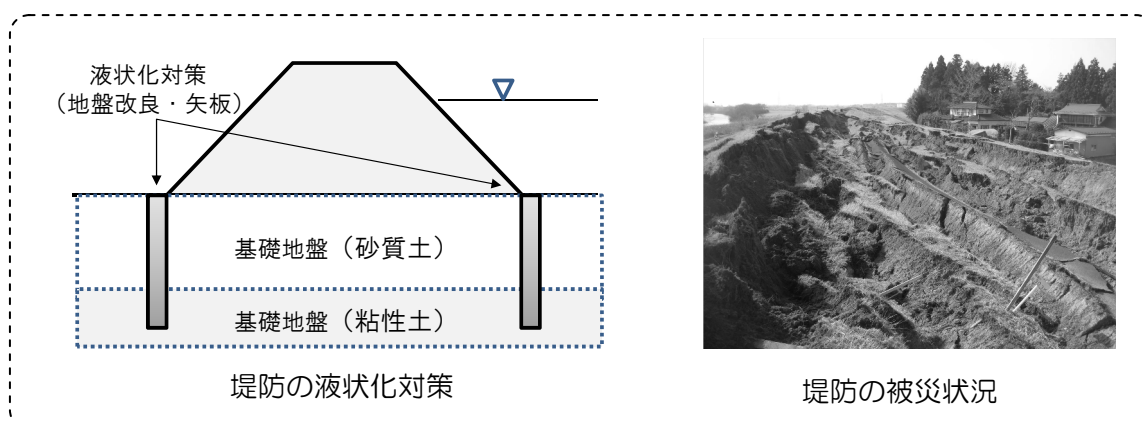 液状化対策
（地盤改良・矢板）
基礎地盤（砂質土）
基礎地盤（粘性土）
堤防の液状化対策
堤防の被災状況